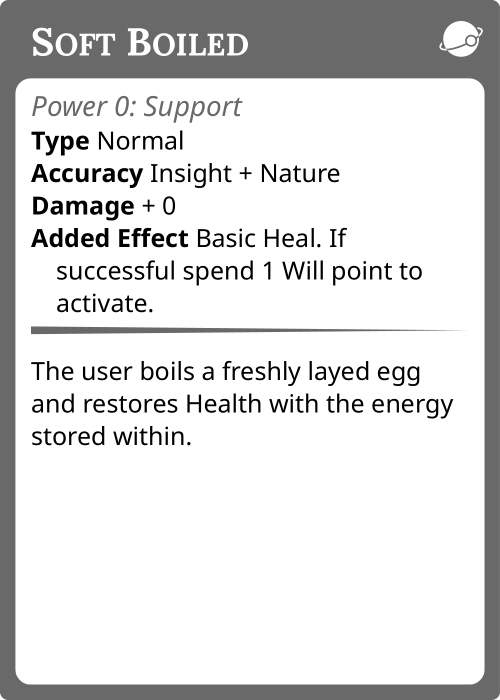 Soft Boiled
Power 0: Support
Type Normal
Accuracy Insight + Nature
Damage + 0
Added Effect Basic Heal. If
successful spend 1 Will point to
activate.
The user boils a freshly layed egg
and restores Health with the energy
stored within.